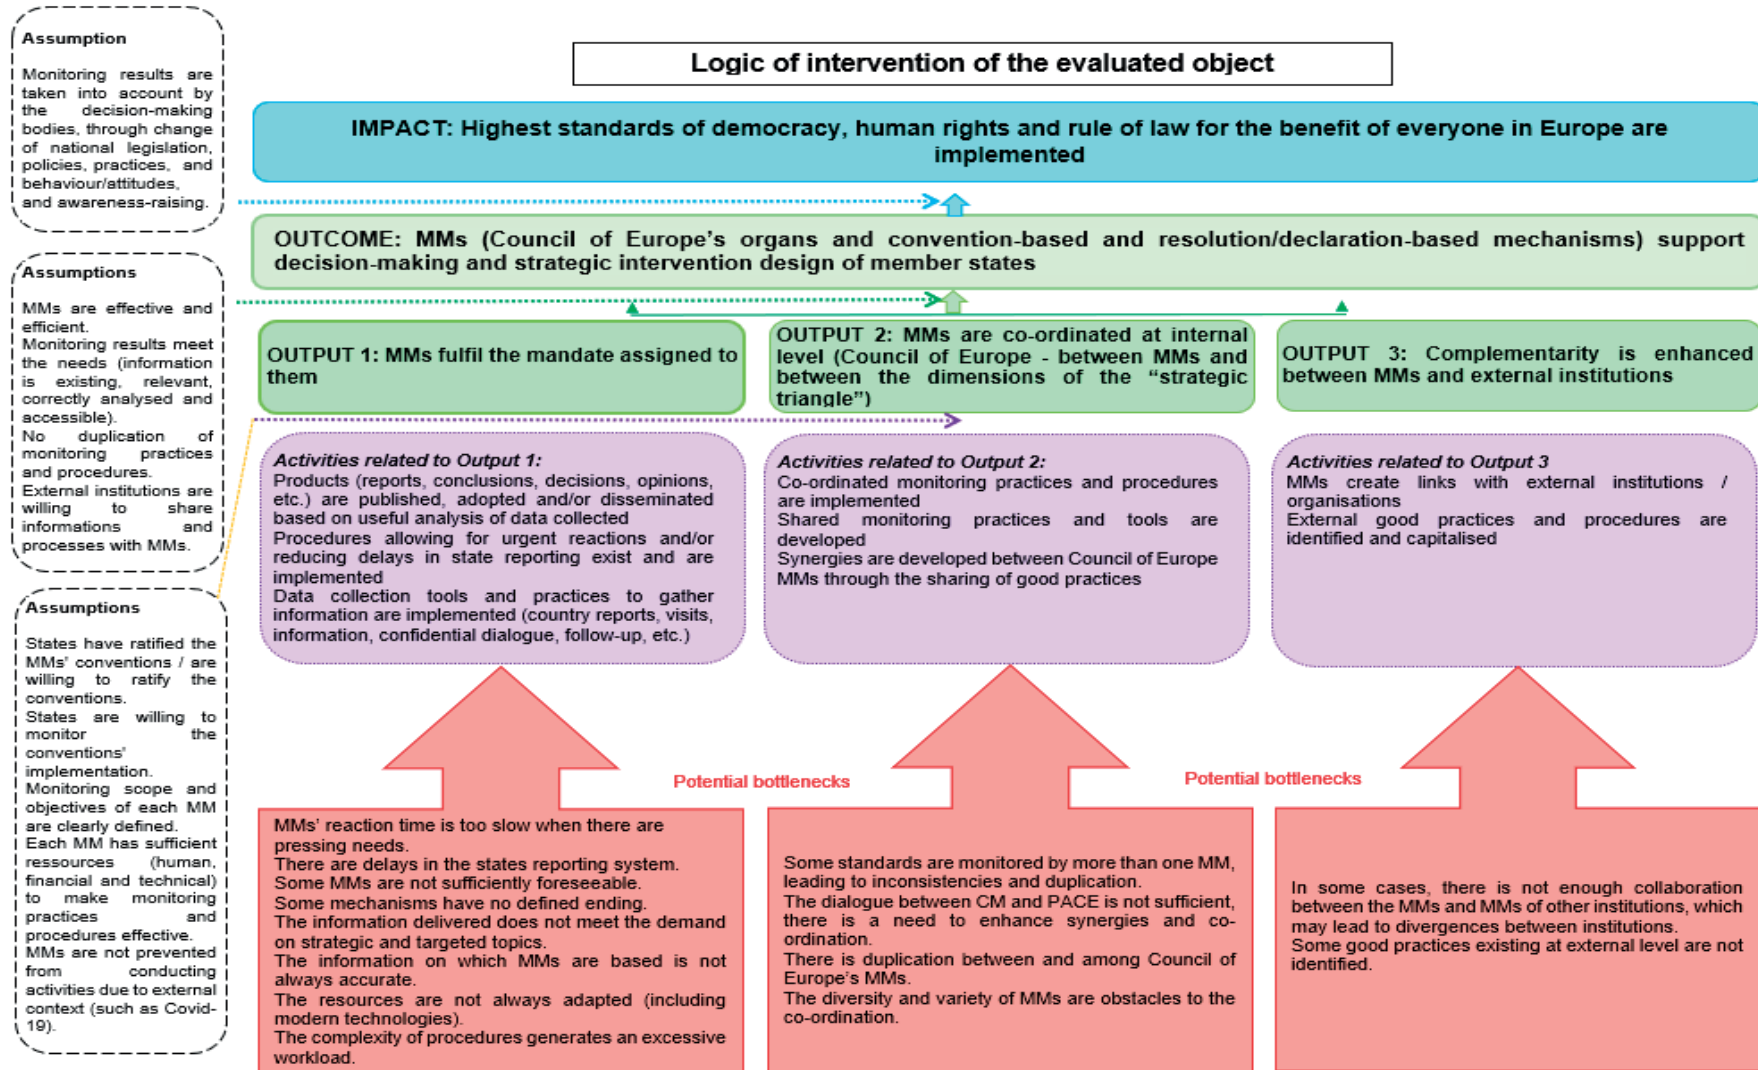 Logic of intervention of the evaluated object
IMPACT: Highest standards of democracy, human rights and rule of law for the benefit of everyone in Europe are
implemented
OUTCOME: MMs (Council of Europe's organs and convention-based and resolution/declaration-based mechanisms) support
decision-making and strategic intervention design of member states
OUTPUT 1: MMs fulfil the mandate assigned to
them
OUTPUT 2: MMs are co-ordinated at internal
level (Council of Europe - between MMs and
between the dimensions of the “strategic
triangle”)
OUTPUT 3: Complementarity is enhanced
between MMs and external institutions
Activities related to Output 1:
Products (reports, conclusions, decisions, opinions,
etc.) are published, adopted and/or disseminated
based on useful analysis of data collected
Procedures allowing for urgent reactions and/or
reducing delays in state reporting exist and are
implemented
Data collection tools and practices to gather
information are implemented (country reports, visits,
information, confidential dialogue, follow-up, etc.)
Activities related to Output 2:
Co-ordinated monitoring practices and procedures
are implemented
Shared monitoring practices and tools are
developed
Synergies are developed between Council of Europe
MMs through the sharing of good practices
Activities related to Output 3
MMs create links with external institutions /
organisations
External good practices and procedures are
identified and capitalised
Potential bottlenecks
Potential bottlenecks
MMs' reaction time is too slow when there are
pressing needs.
There are delays in the states reporting system.
Some MMs are not sufficiently foreseeable.
Some mechanisms have no defined ending.
The information delivered does not meet the demand
on strategic and targeted topics.
The information on which MMs are based is not
always accurate.
The resources are not always adapted (including
modern technologies).
The complexity of procedures generates an excessive
workload.
Some standards are monitored by more than one MM,
leading to inconsistencies and duplication.
The dialogue between CM and PACE is not sufficient,
there is a need to enhance synergies and co-
ordination.
There is duplication between and among Council of
Europe's MMs.
The diversity and variety of MMs are obstacles to the
co-ordination.
In some cases, there is not enough collaboration
between the MMs and MMs of other institutions, which
may lead to divergences between institutions.
Some good practices existing at external level are not
identified.
Assumption
Monitoring results are
taken into account by
the decision-making
bodies, through change
of national legislation,
policies, practices, and
behaviour/attitudes,
and awareness-raising.
Assumptions
MMs are effective and
efficient.
Monitoring results meet
the needs (information
is existing, relevant,
correctly analysed and
accessible).
No duplication of
monitoring practices
and procedures.
External institutions are
willing to share
informations and
processes with MMs.
Assumptions
States have ratified the
MMs' conventions / are
willing to ratify the
conventions.
States are willing to
monitor the
conventions'
implementation.
Monitoring scope and
objectives of each MM
are clearly defined.
Each MM has sufficient
ressources (human,
financial and technical)
to make monitoring
practices and
procedures effective.
MMs are not prevented
from conducting
activities due to external
context (such as Covid-
19).